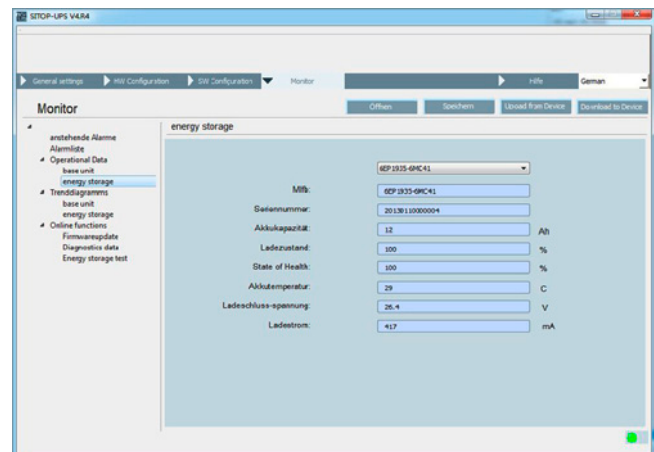 SITOP-UPS V4.R4
General settings HW Configuration SW Configuration Monitor Hilfe German
Monitor
Öffnen Speichern Upload from Device Download to Device
anstehende Alarme
Alarmliste
Operational Data
base unit
energy storage
Trenddiagramms
base unit
energy storage
Online functions
Firmwareupdate
Diagnostics data
Energy storage test
energy storage
6EP1935-6MC41
Mlfb: 6EP1935-6MC41
Seriennummer: 20130110000004
Akkukapazität: 12 Ah
Ladezustand: 100 %
State of Health: 100 %
Akkutemperatur: 29 C
Ladeschluss-spannung: 26.4 V
Ladestrom: 417 mA